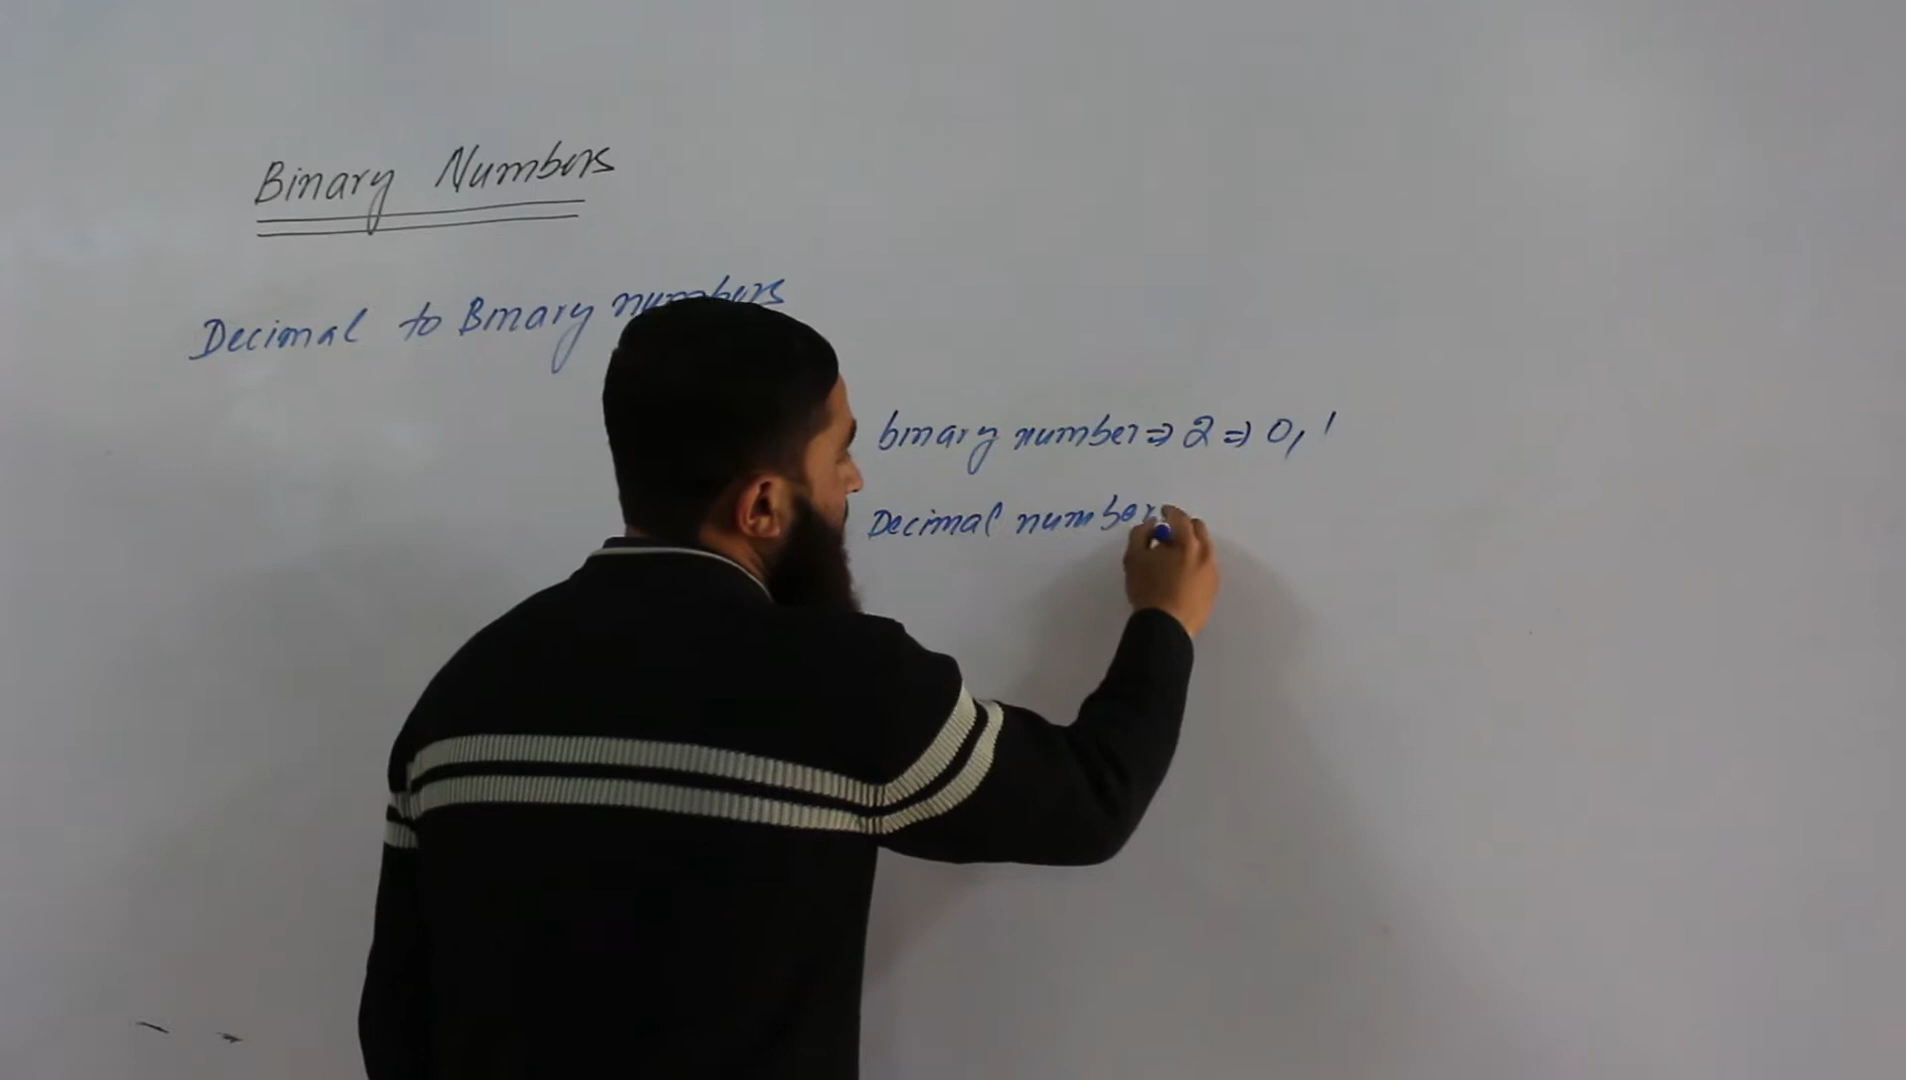 Binary Numbers
Decimal to Binary numbers
binary number => 2 => 0, 1
Decimal number